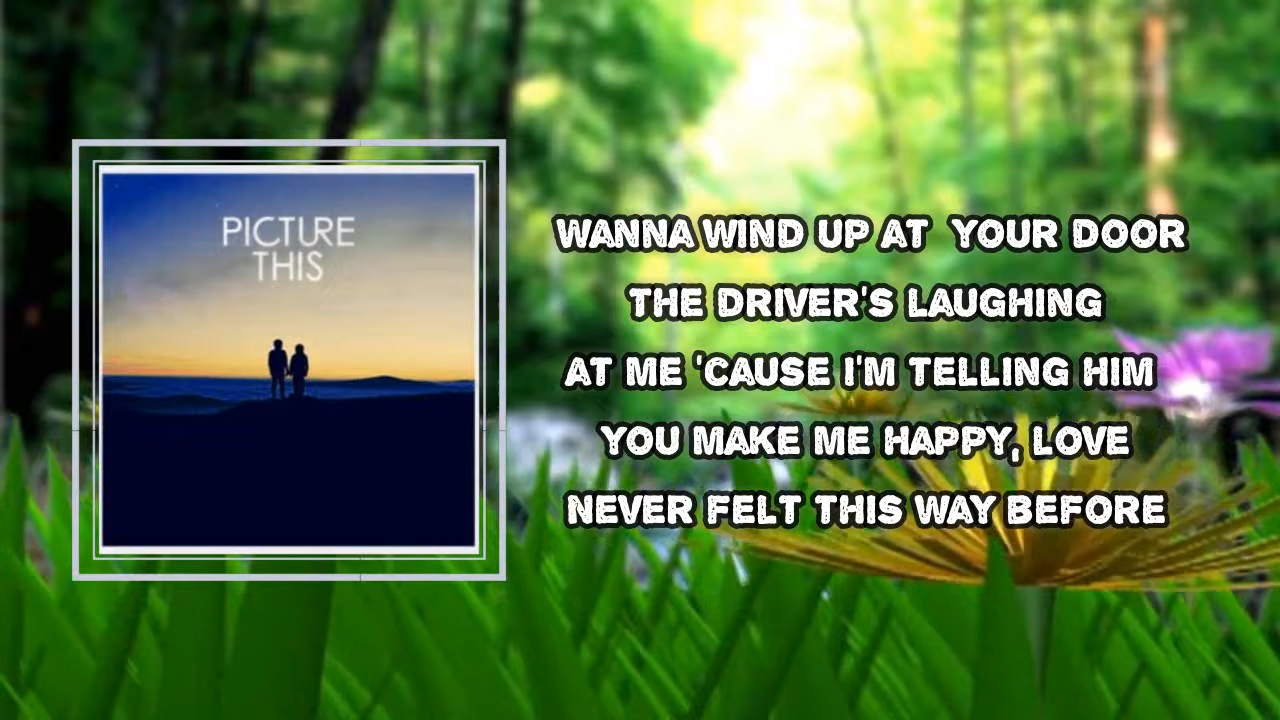 PICTURE
THIS
WANNA WIND UP AT YOUR DOOR
THE DRIVER'S LAUGHING
AT ME 'CAUSE I'M TELLING HIM
YOU MAKE ME HAPPY, LOVE
NEVER FELT THIS WAY BEFORE